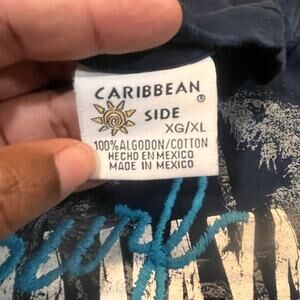 CARIBBEAN ®
SIDE
XG/XL
100% ALGODON/COTTON
HECHO EN MEXICO
MADE IN MEXICO